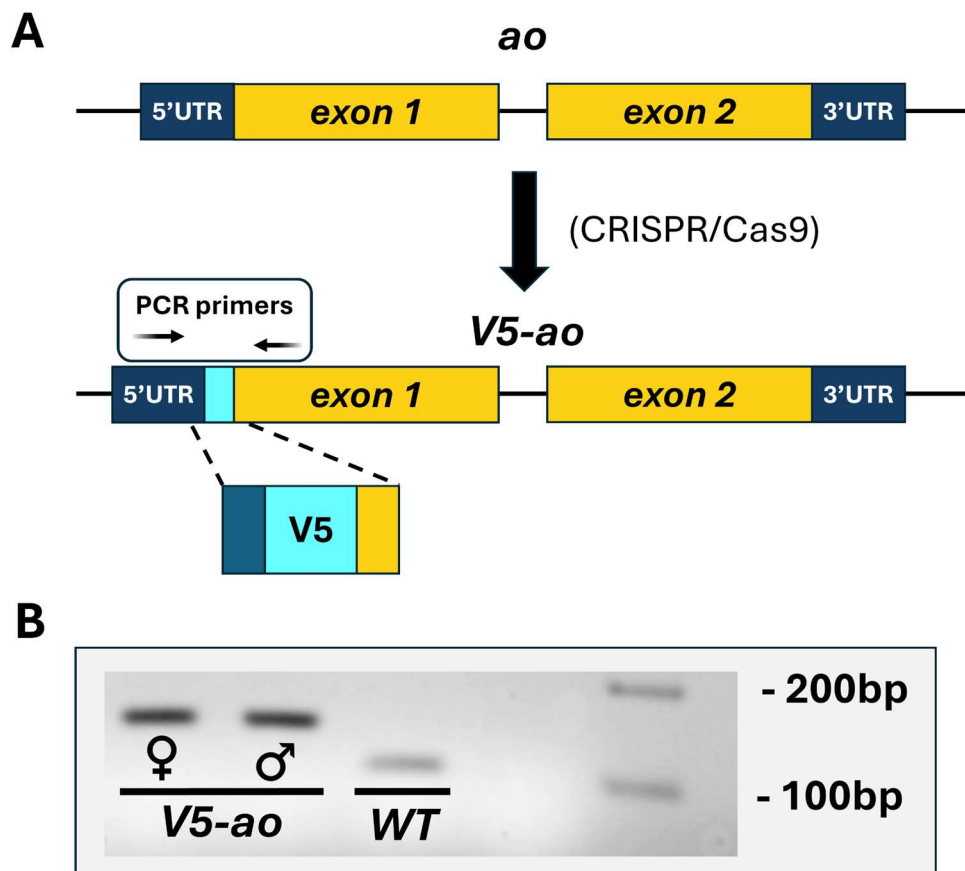 A
ao
5’UTR exon 1 exon 2 3’UTR
(CRISPR/Cas9)
PCR primers
V5-ao
5’UTR exon 1 exon 2 3’UTR
V5
B
- 200bp
♀ ♂
- 100bp
V5-ao WT